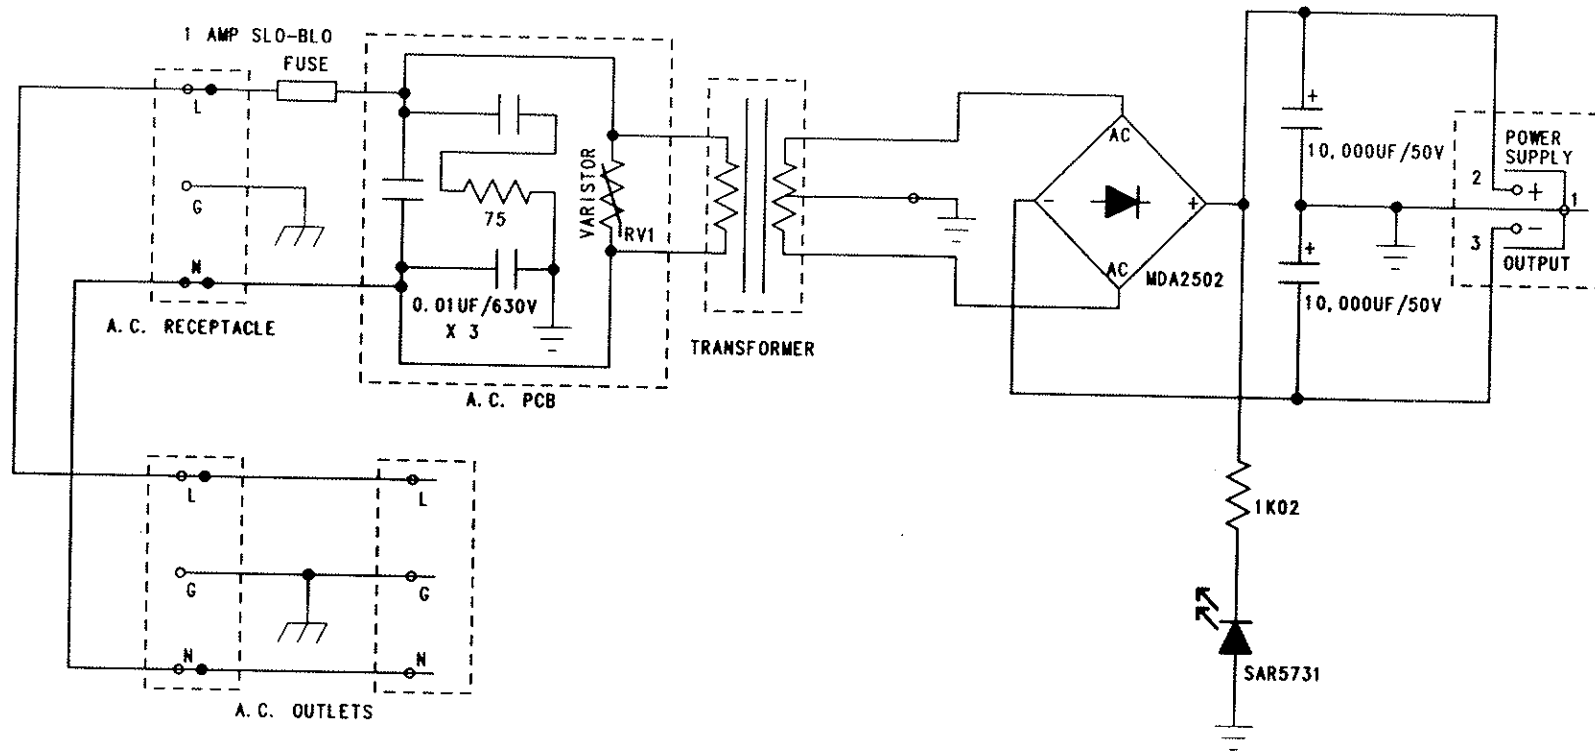 1 AMP SLO-BLO
FUSE
L
G
N
A.C. RECEPTACLE
75
0.01UF/630V
X 3
VARISTOR
RV1
A.C. PCB
TRANSFORMER
AC
-
+
AC
MDA2502
+
10,000UF/50V
+
10,000UF/50V
POWER
SUPPLY
2
+
1
-
3
OUTPUT
1K02
SAR5731
L
L
G
G
N
N
A.C. OUTLETS